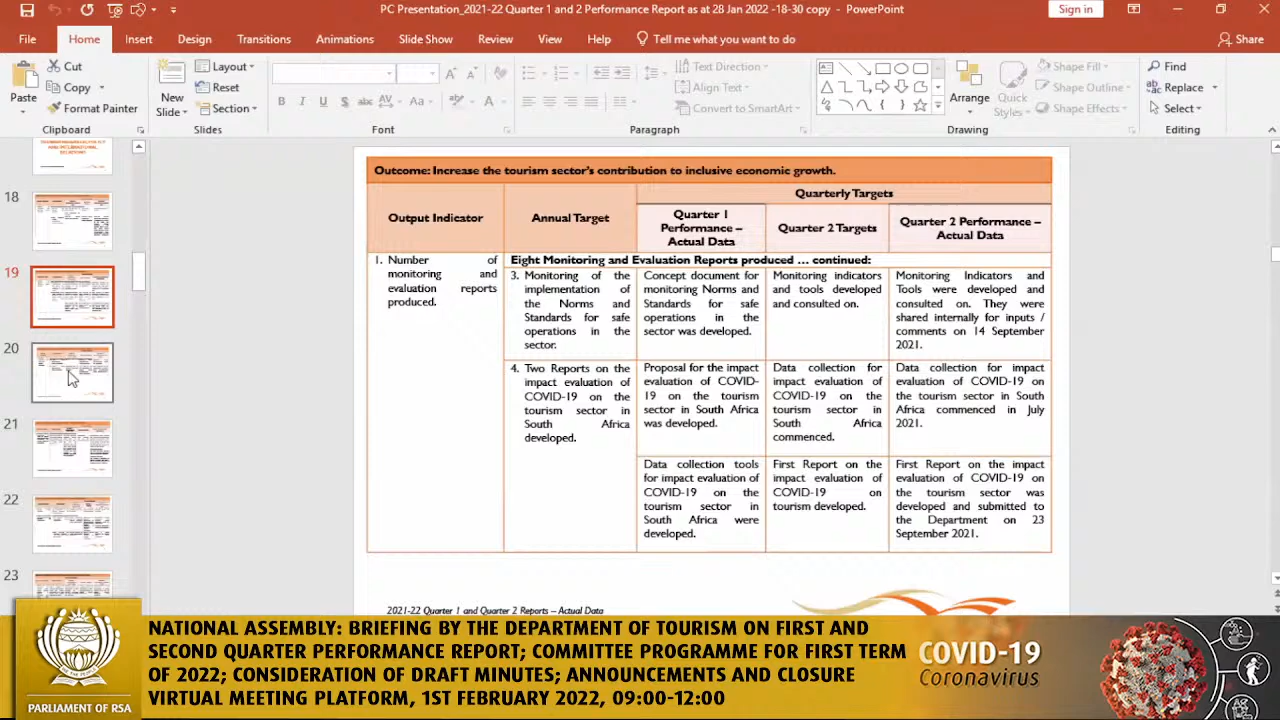 PC Presentation_2021-22 Quarter 1 and 2 Performance Report as at 28 Jan 2022 -18-30 copy - PowerPoint
Sign in
File Home Insert Design Transitions Animations Slide Show Review View Help Tell me what you want to do
Share
Paste
Cut
Copy
Format Painter
Clipboard
New
Slide
Layout
Reset
Section
Slides
B I U S abc AV Aa A
Font
Text Direction
Align Text
Convert to SmartArt
Paragraph
Arrange
Quick
Styles
Shape Fill
Shape Outline
Shape Effects
Drawing
Find
Replace
Select
Editing
18
19
20
21
22
23
Outcome: Increase the tourism sector's contribution to inclusive economic growth.
Output Indicator
Annual Target
Quarterly Targets
Quarter 1
Performance –
Actual Data
Quarter 2 Targets
Quarter 2 Performance –
Actual Data
1. Number of
monitoring and
evaluation reports
produced.
Eight Monitoring and Evaluation Reports produced ... continued:
3. Monitoring of the
implementation of
the Norms and
Standards for safe
operations in the
sector.
Concept document for
monitoring Norms and
Standards for safe
operations in the
sector was developed.
Monitoring indicators
and tools developed
and consulted on.
Monitoring Indicators and
Tools were developed and
consulted on. They were
shared internally for inputs /
comments on 14 September
2021.
4. Two Reports on the
impact evaluation of
COVID-19 on the
tourism sector in
South Africa
developed.
Proposal for the impact
evaluation of COVID-
19 on the tourism
sector in South Africa
was developed.
Data collection for
impact evaluation of
COVID-19 on the
tourism sector in
South Africa
commenced.
Data collection for impact
evaluation of COVID-19 on
the tourism sector in South
Africa commenced in July
2021.
Data collection tools
for impact evaluation of
COVID-19 on the
tourism sector in
South Africa were
developed.
First Report on the
impact evaluation of
COVID-19 on
tourism developed.
First Report on the impact
evaluation of COVID-19 on
the tourism sector was
developed and submitted to
the Department on 23
September 2021.
2021-22 Quarter 1 and Quarter 2 Reports – Actual Data
PARLIAMENT OF RSA
NATIONAL ASSEMBLY: BRIEFING BY THE DEPARTMENT OF TOURISM ON FIRST AND
SECOND QUARTER PERFORMANCE REPORT; COMMITTEE PROGRAMME FOR FIRST TERM
OF 2022; CONSIDERATION OF DRAFT MINUTES; ANNOUNCEMENTS AND CLOSURE
VIRTUAL MEETING PLATFORM, 1ST FEBRUARY 2022, 09:00-12:00
COVID-19
Coronavirus